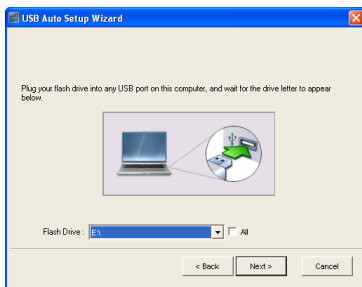 USB Auto Setup Wizard
Plug your flash drive into any USB port on this computer, and wait for the drive letter to appear
below.
Flash Drive : E:\ All
< Back Next > Cancel